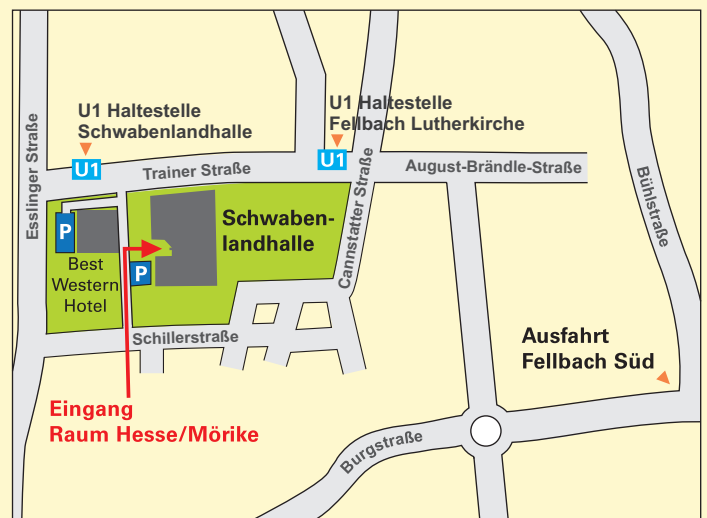 U1 Haltestelle
Schwabenlandhalle
U1
U1 Haltestelle
Fellbach Lutherkirche
U1
Esslinger Straße
Trainer Straße
August-Brändle-Straße
Cannstatter Straße
Bühlstraße
P
Schwaben-
landhalle
P
Best
Western
Hotel
Schillerstraße
Ausfahrt
Fellbach Süd
Eingang
Raum Hesse/Mörike
Burgstraße